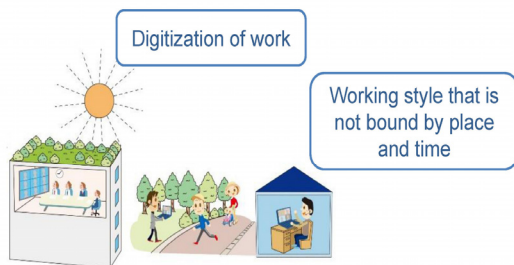 Digitization of work
Working style that is
not bound by place
and time